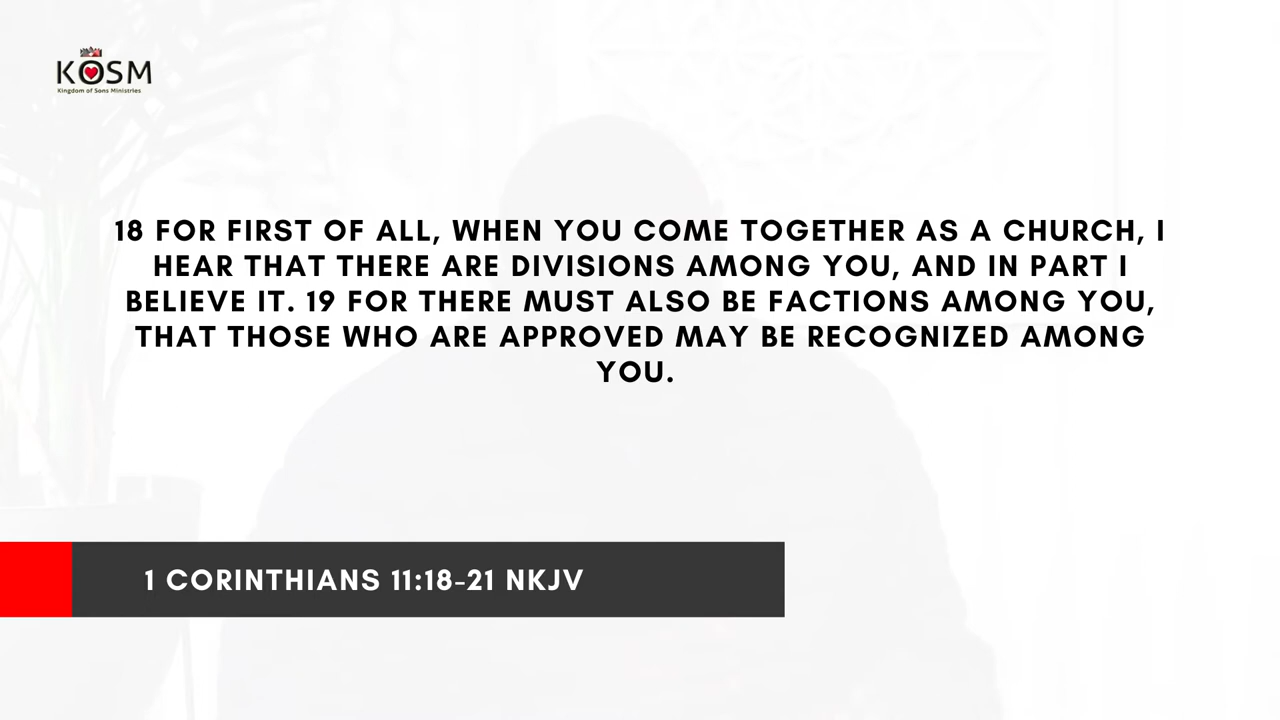 KOSM
Kingdom of Sons Ministries
18 FOR FIRST OF ALL, WHEN YOU COME TOGETHER AS A CHURCH, I
HEAR THAT THERE ARE DIVISIONS AMONG YOU, AND IN PART I
BELIEVE IT. 19 FOR THERE MUST ALSO BE FACTIONS AMONG YOU,
THAT THOSE WHO ARE APPROVED MAY BE RECOGNIZED AMONG
YOU.
1 CORINTHIANS 11:18-21 NKJV